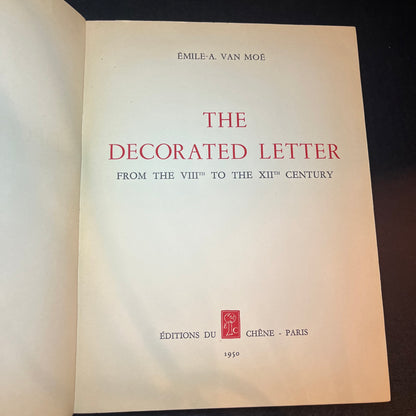 ÉMILE-A. VAN MOÉ
THE
DECORATED LETTER
FROM THE VIIITH TO THE XIITH CENTURY
ÉDITIONS DU E C CHÊNE - PARIS
1950